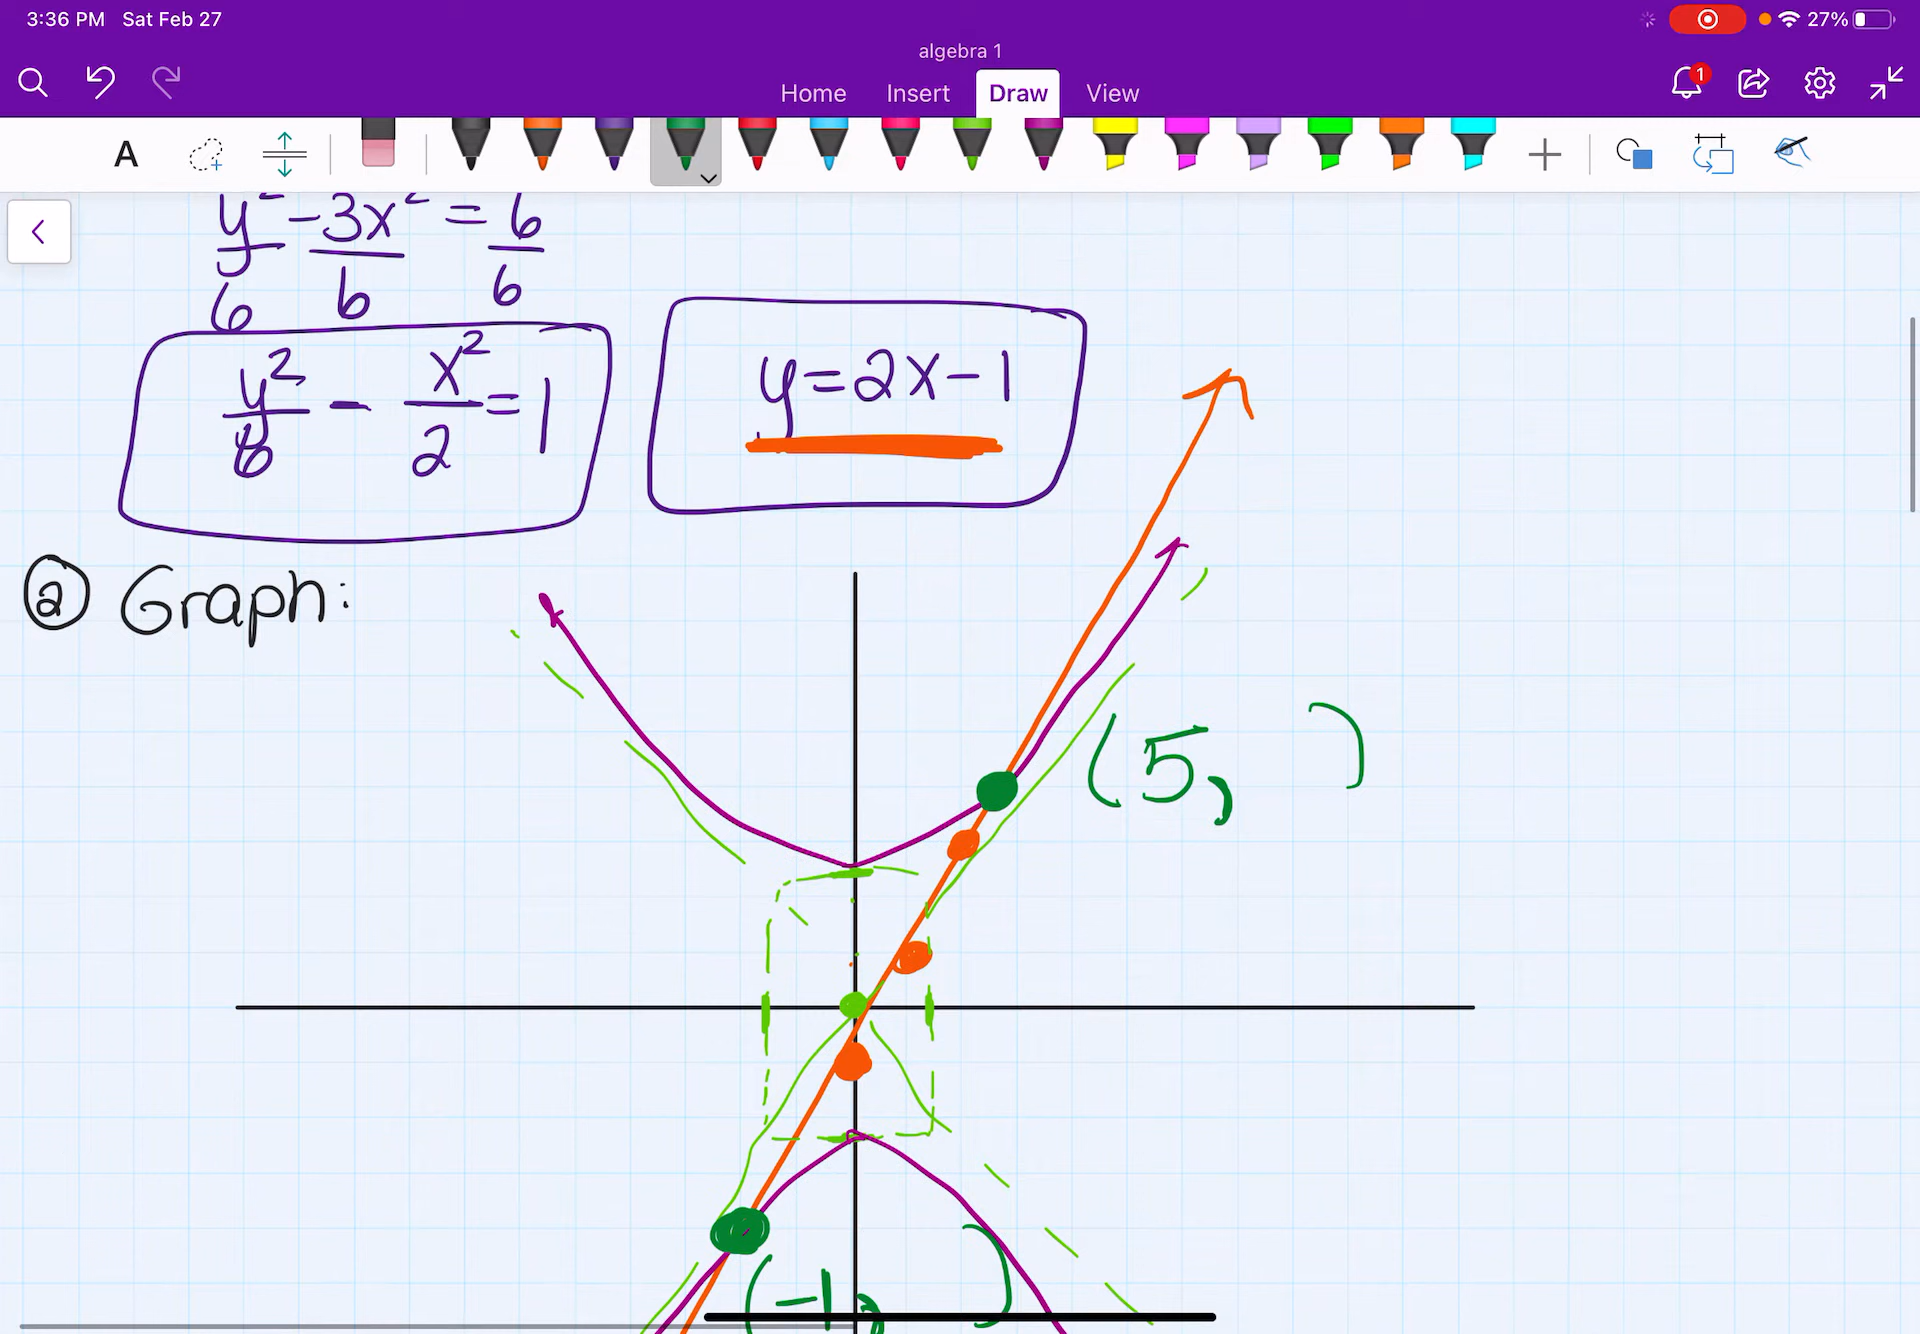 3:36 PM Sat Feb 27
27%
algebra 1
Home Insert Draw View
1
A
y² - 3x² = 6
6 6 6
y²/6 - x²/2 = 1
y = 2x - 1
② Graph:
(5, )
(-1, )